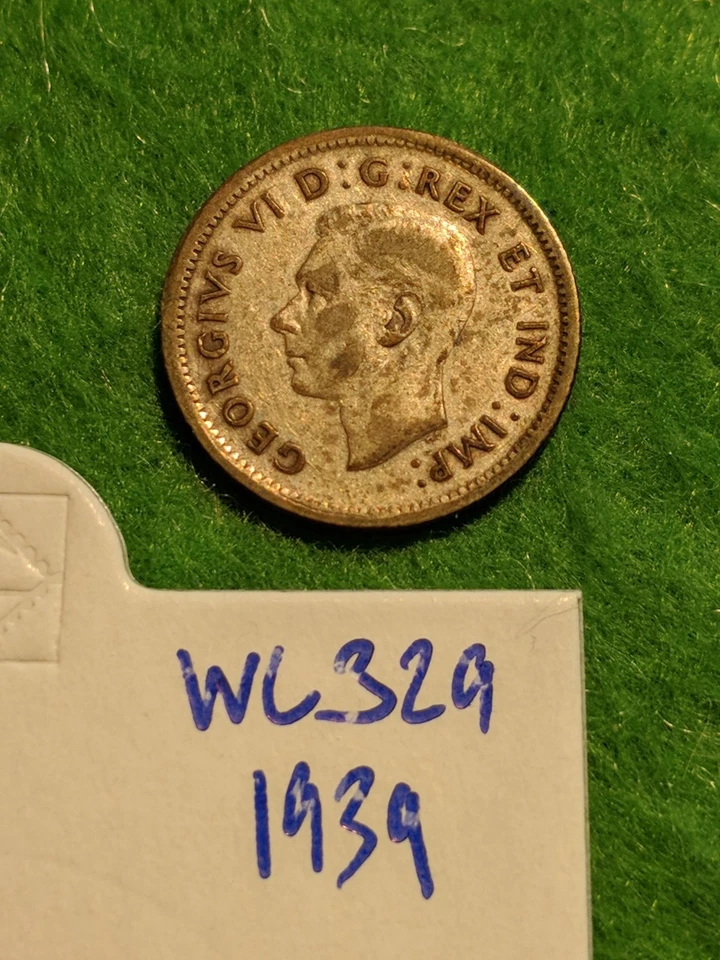 GEORGIVS VI D:G:REX ET IND:IMP:
WC329
1939